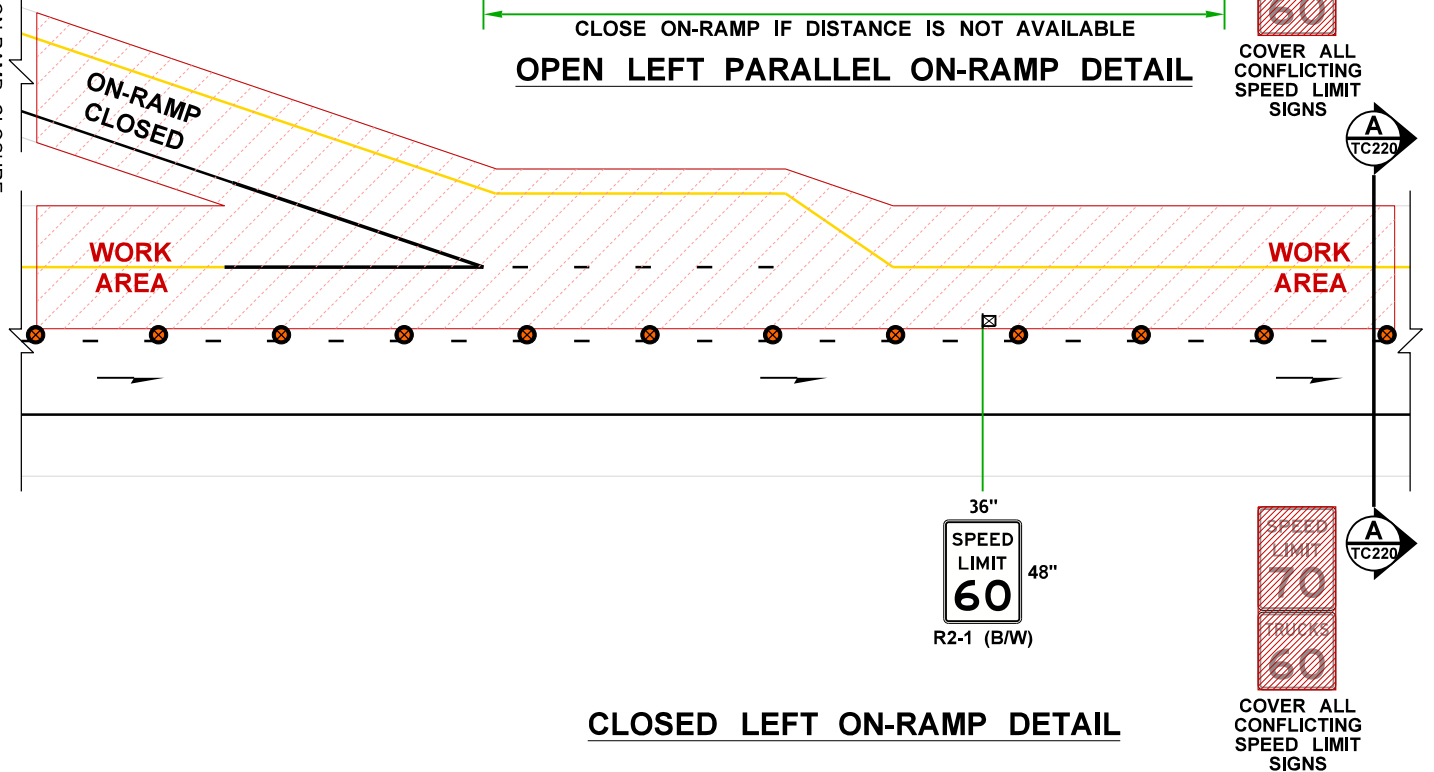 60
CLOSE ON-RAMP IF DISTANCE IS NOT AVAILABLE
OPEN LEFT PARALLEL ON-RAMP DETAIL
COVER ALL
CONFLICTING
SPEED LIMIT
SIGNS
A
TC220
ON-RAMP
CLOSED
WORK
AREA
WORK
AREA
36"
SPEED
LIMIT
60
48"
R2-1 (B/W)
SPEED
LIMIT
70
TRUCKS
60
A
TC220
COVER ALL
CONFLICTING
SPEED LIMIT
SIGNS
CLOSED LEFT ON-RAMP DETAIL